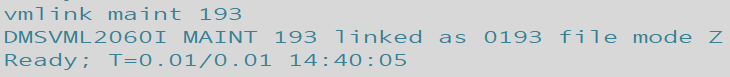 vmlink maint 193
DMSVML2060I MAINT 193 linked as 0193 file mode Z
Ready; T=0.01/0.01 14:40:05